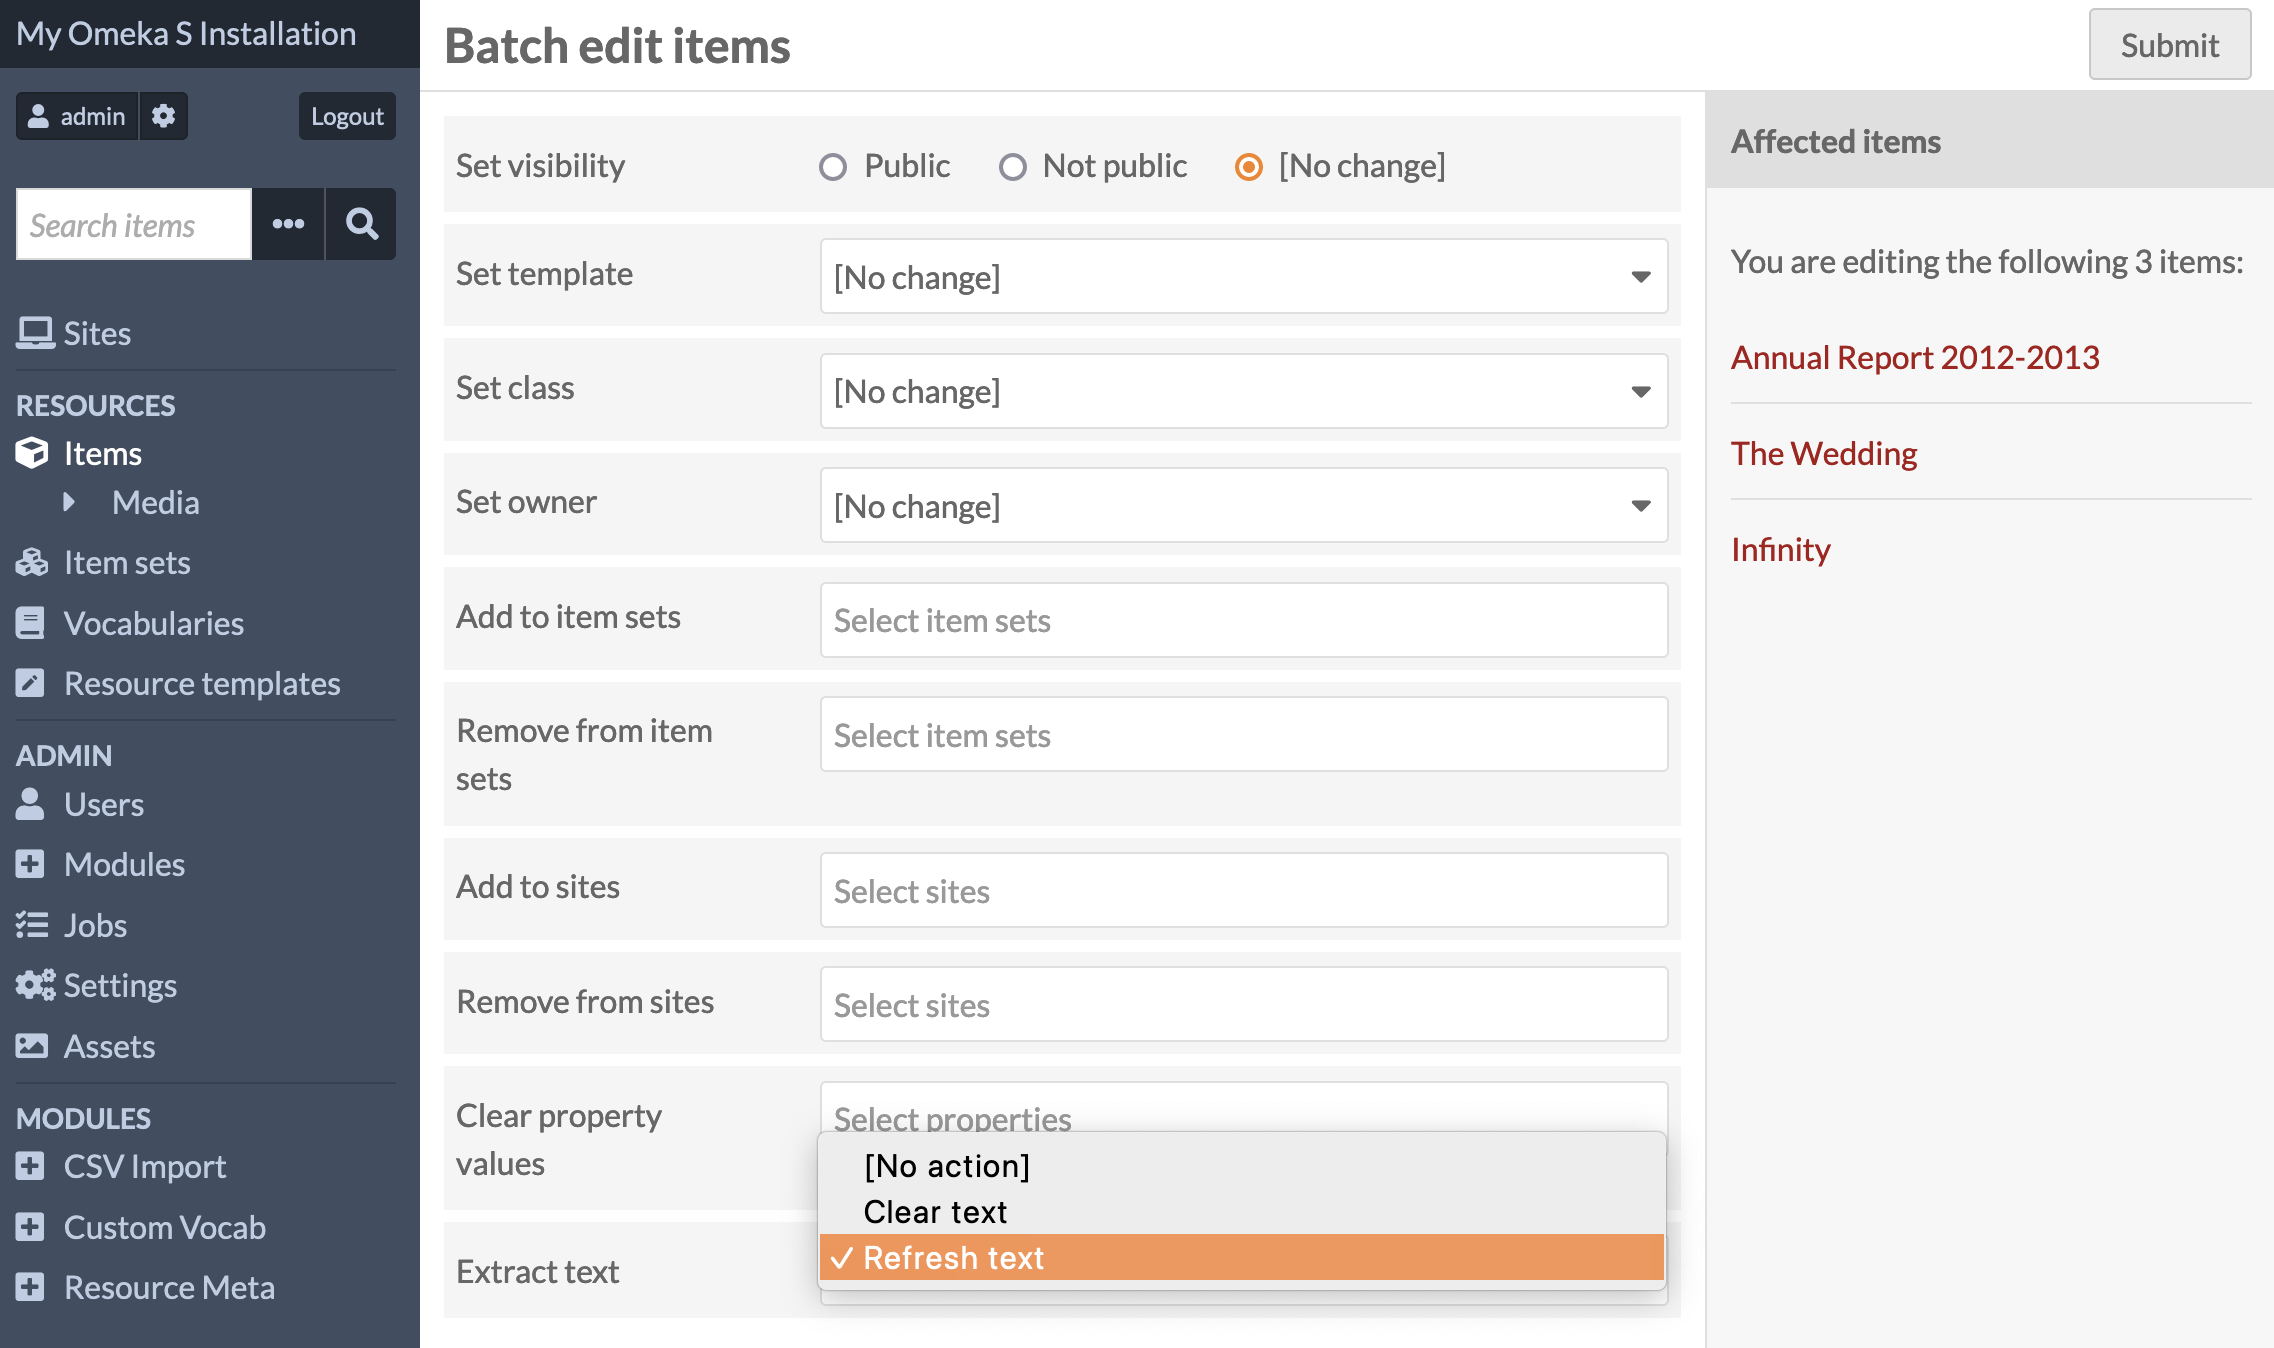 My Omeka S Installation
admin
Logout
Search items
Sites
RESOURCES
Items
Media
Item sets
Vocabularies
Resource templates
ADMIN
Users
Modules
Jobs
Settings
Assets
MODULES
CSV Import
Custom Vocab
Resource Meta
Batch edit items
Submit
Set visibility
Public
Not public
[No change]
Set template
[No change]
Set class
[No change]
Set owner
[No change]
Add to item sets
Select item sets
Remove from item
sets
Select item sets
Add to sites
Select sites
Remove from sites
Select sites
Clear property
values
Select properties
Extract text
[No action]
Clear text
Refresh text
Affected items
You are editing the following 3 items:
Annual Report 2012-2013
The Wedding
Infinity